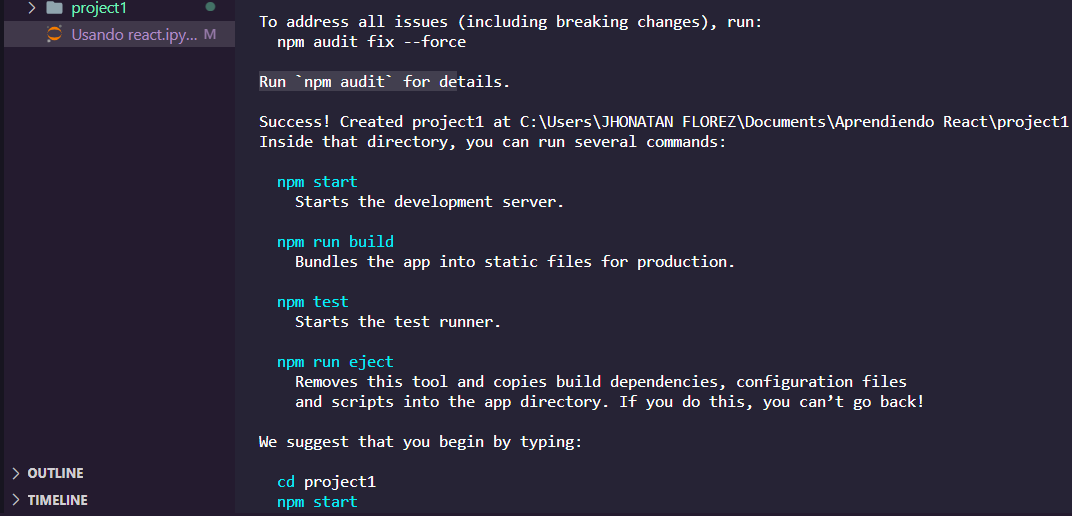 project1
Usando react.ipy... M
OUTLINE
TIMELINE
To address all issues (including breaking changes), run:
npm audit fix --force
Run `npm audit` for details.
Success! Created project1 at C:\Users\JHONATAN FLOREZ\Documents\Aprendiendo React\project1
Inside that directory, you can run several commands:
npm start
Starts the development server.
npm run build
Bundles the app into static files for production.
npm test
Starts the test runner.
npm run eject
Removes this tool and copies build dependencies, configuration files
and scripts into the app directory. If you do this, you can’t go back!
We suggest that you begin by typing:
cd project1
npm start